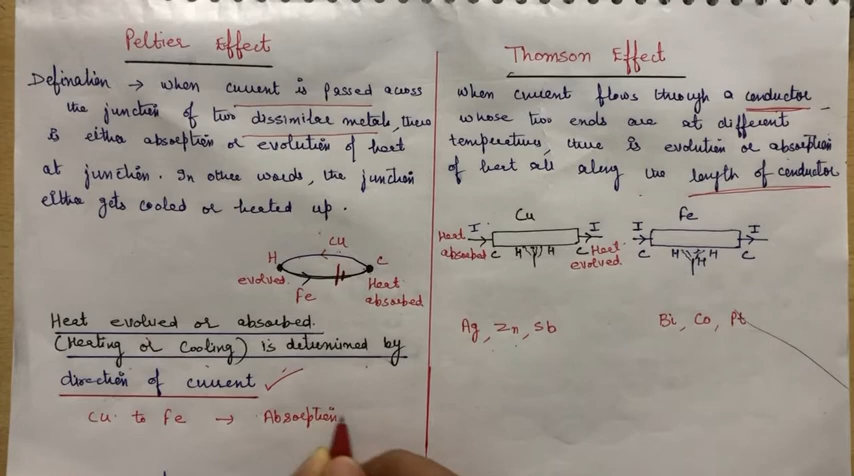 Peltier Effect
Defination → When current is passed across
the junction of two dissimilar metals, there
is either absorption or evolution of heat
at junction. In other words, the junction
either gets cooled or heated up.
Cu
H C
evolved Heat
Fe absorbed
Heat evolved or absorbed.
(Heating or Cooling) is determined by
direction of current ✓
Cu to Fe → Absorption
Thomson Effect
When current flows through a conductor
whose two ends are at different
temperature, there is evolution or absorption
of heat all along the length of conductor
Cu Fe
I I I I
Heat absorbed C H H C Heat evolved
C H H H C
Ag, Zn, Sb Bi, Co, Pt